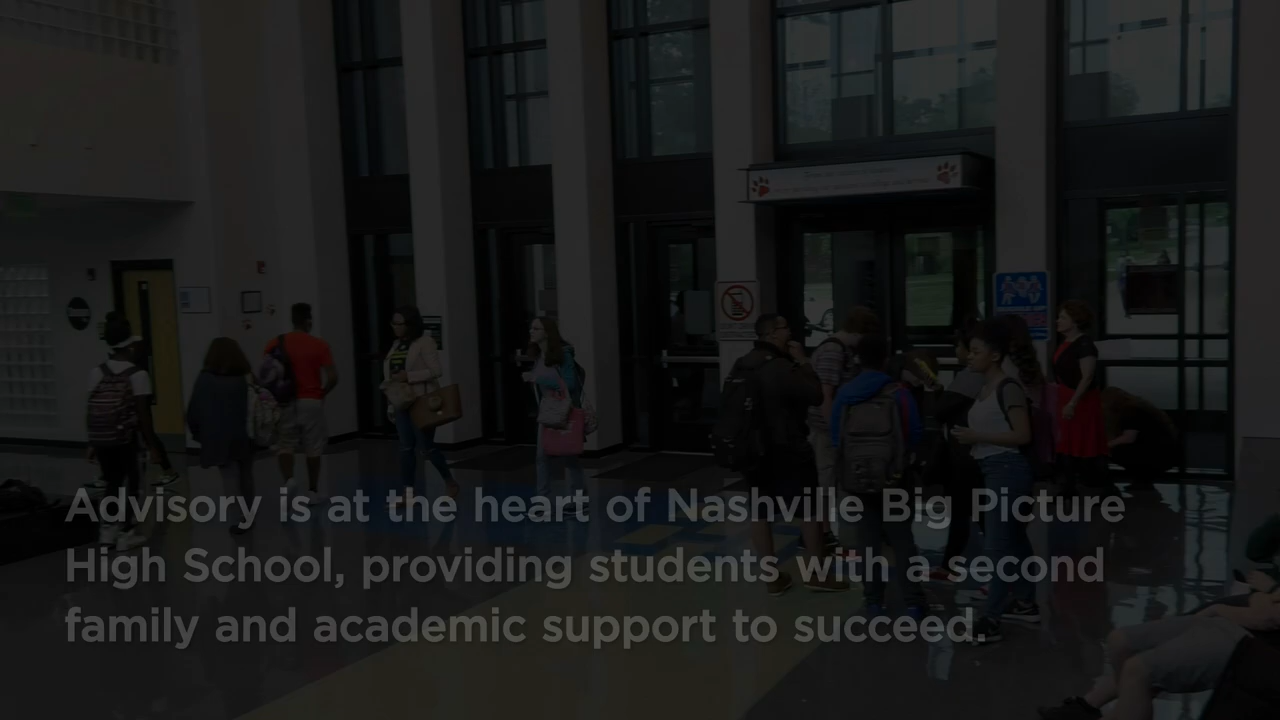 Advisory is at the heart of Nashville Big Picture
High School, providing students with a second
family and academic support to succeed.